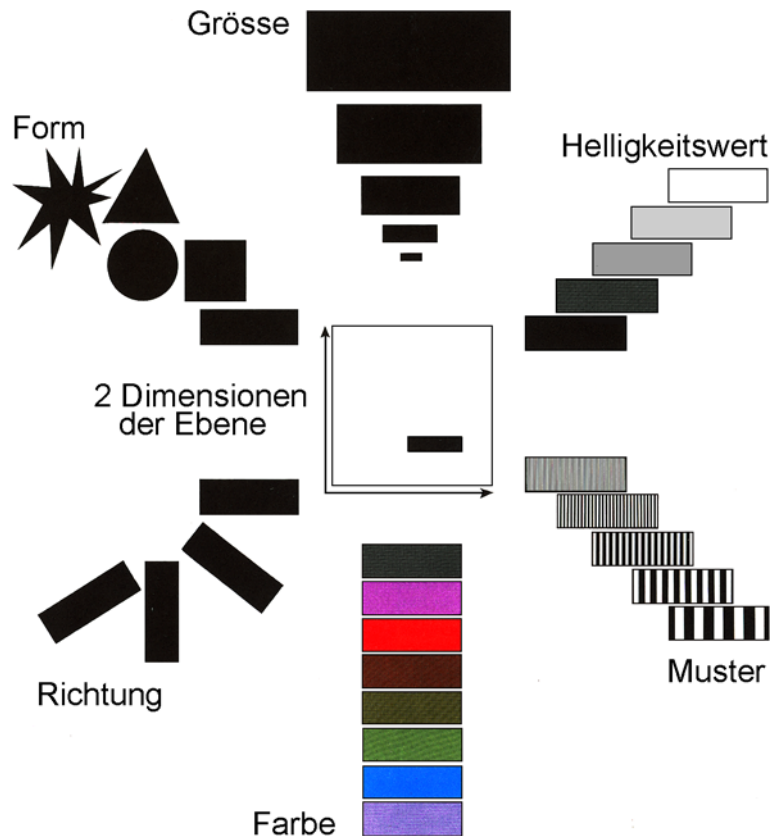 Grösse
Form
Helligkeitswert
2 Dimensionen
der Ebene
Richtung
Muster
Farbe